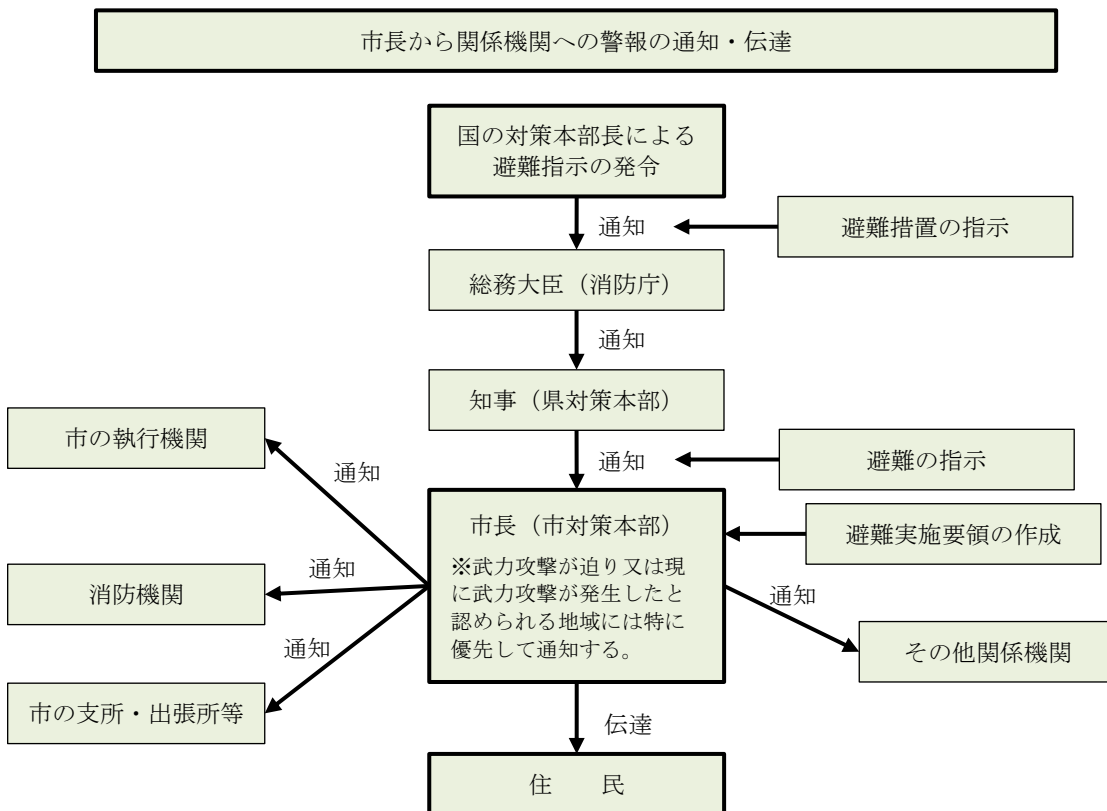 市長から関係機関への警報の通知・伝達
国の対策本部長による
避難指示の発令
通知
避難措置の指示
総務大臣（消防庁）
通知
知事（県対策本部）
市の執行機関
通知
通知
避難の指示
市長（市対策本部）
※武力攻撃が迫り又は現
に武力攻撃が発生したと
認められる地域には特に
優先して通知する。
避難実施要領の作成
消防機関
通知
通知
その他関係機関
通知
市の支所・出張所等
伝達
住　　民